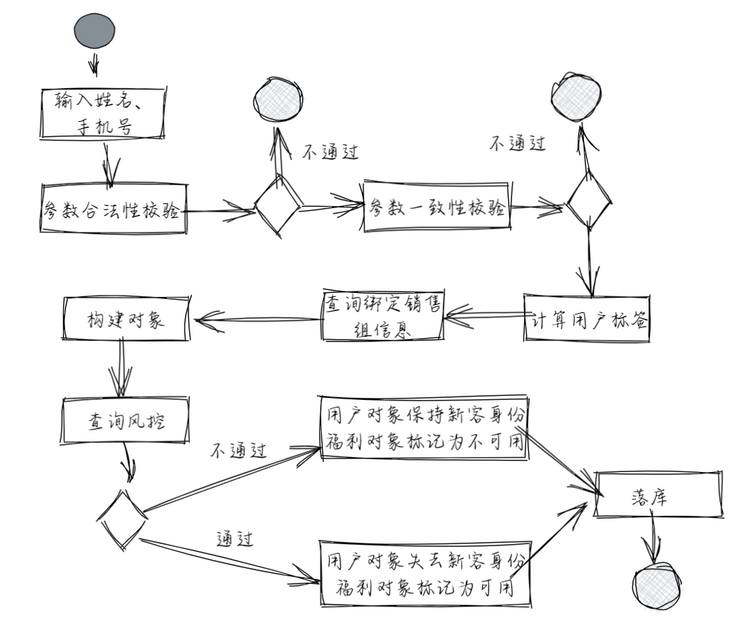 输入姓名、
手机号
不通过
不通过
参数合法性校验
参数一致性校验
构建对象
查询绑定销售
组信息
计算用户标签
查询风控
不通过
用户对象保持新客身份
福利对象标记为不可用
落库
通过
用户对象失去新客身份
福利对象标记为可用